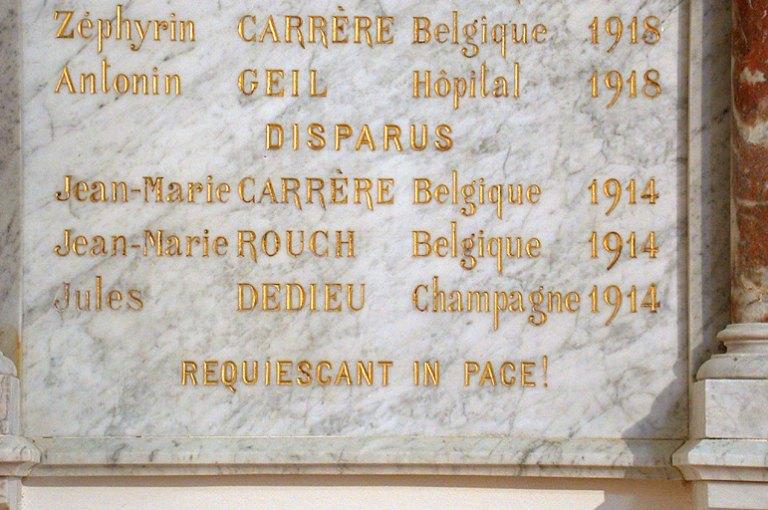 Zéphyrin CARRÈRE Belgique 1918
Antonin GEIL Hôpital 1918
DISPARUS
Jean-Marie CARRÈRE Belgique 1914
Jean-Marie ROUCH Belgique 1914
Jules DEDIEU Champagne 1914
REQUIESCANT IN PACE!